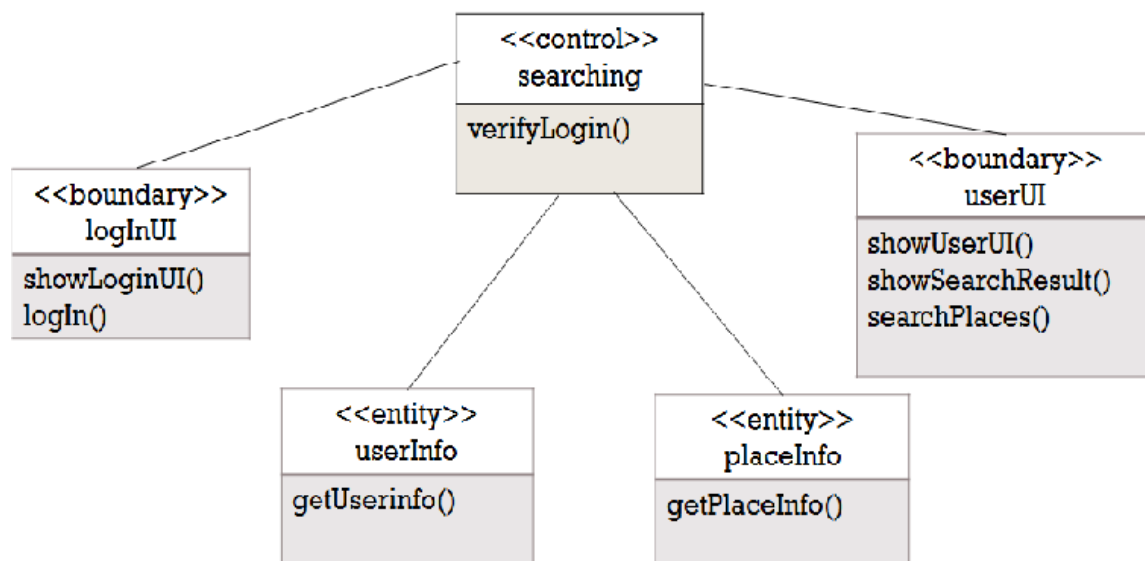 <<control>>
searching
verifyLogin()
<<boundary>>
logInUI
showLoginUI()
logIn()
<<boundary>>
userUI
showUserUI()
showSearchResult()
searchPlaces()
<<entity>>
userInfo
getUserinfo()
<<entity>>
placeInfo
getPlaceInfo()